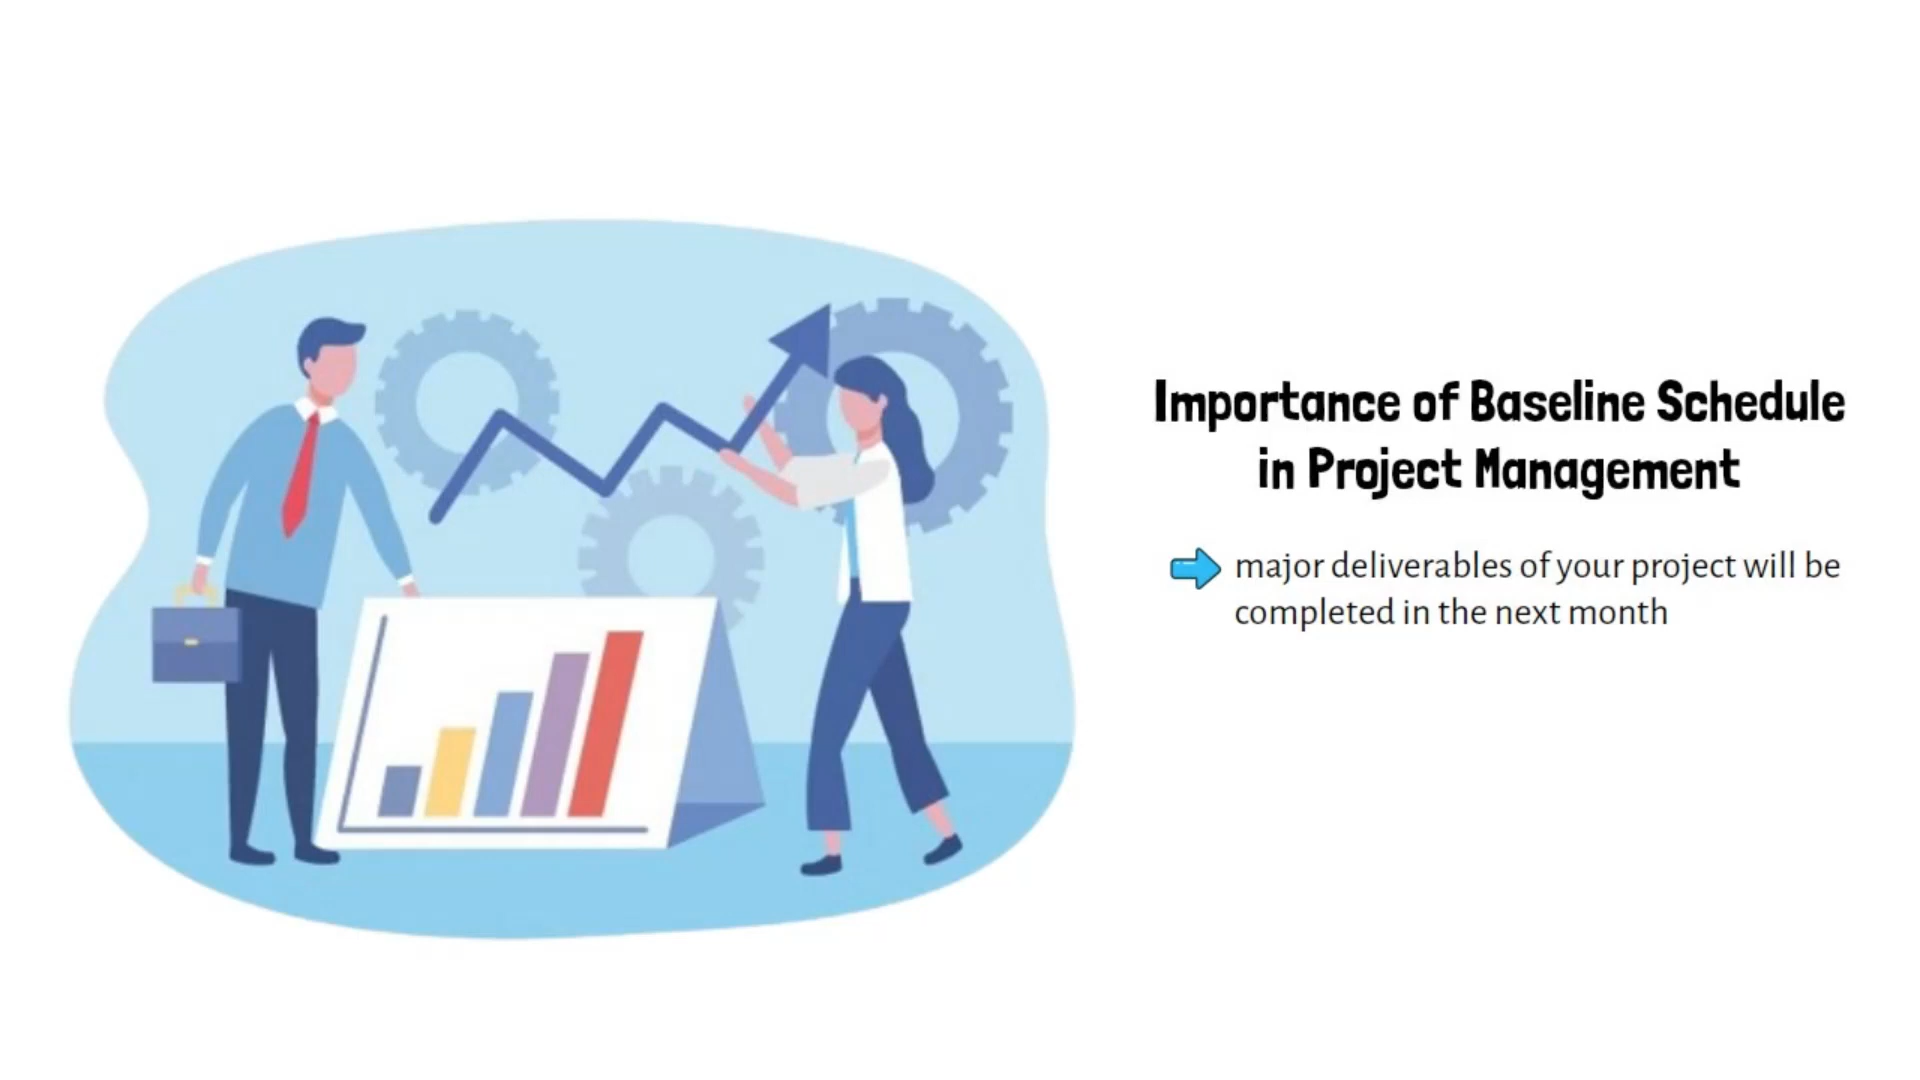 Importance of Baseline Schedule
in Project Management
major deliverables of your project will be
completed in the next month